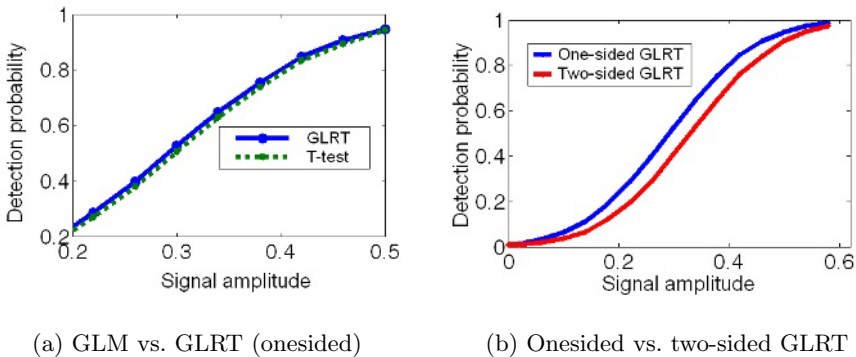 1
0.8
0.6
0.4
0.2
Detection probability
GLRT
T-test
0.2
0.3
0.4
0.5
Signal amplitude
(a) GLM vs. GLRT (onesided)
1
0.8
0.6
0.4
0.2
0
Detection probability
One-sided GLRT
Two-sided GLRT
0
0.2
0.4
0.6
Signal amplitude
(b) Onesided vs. two-sided GLRT